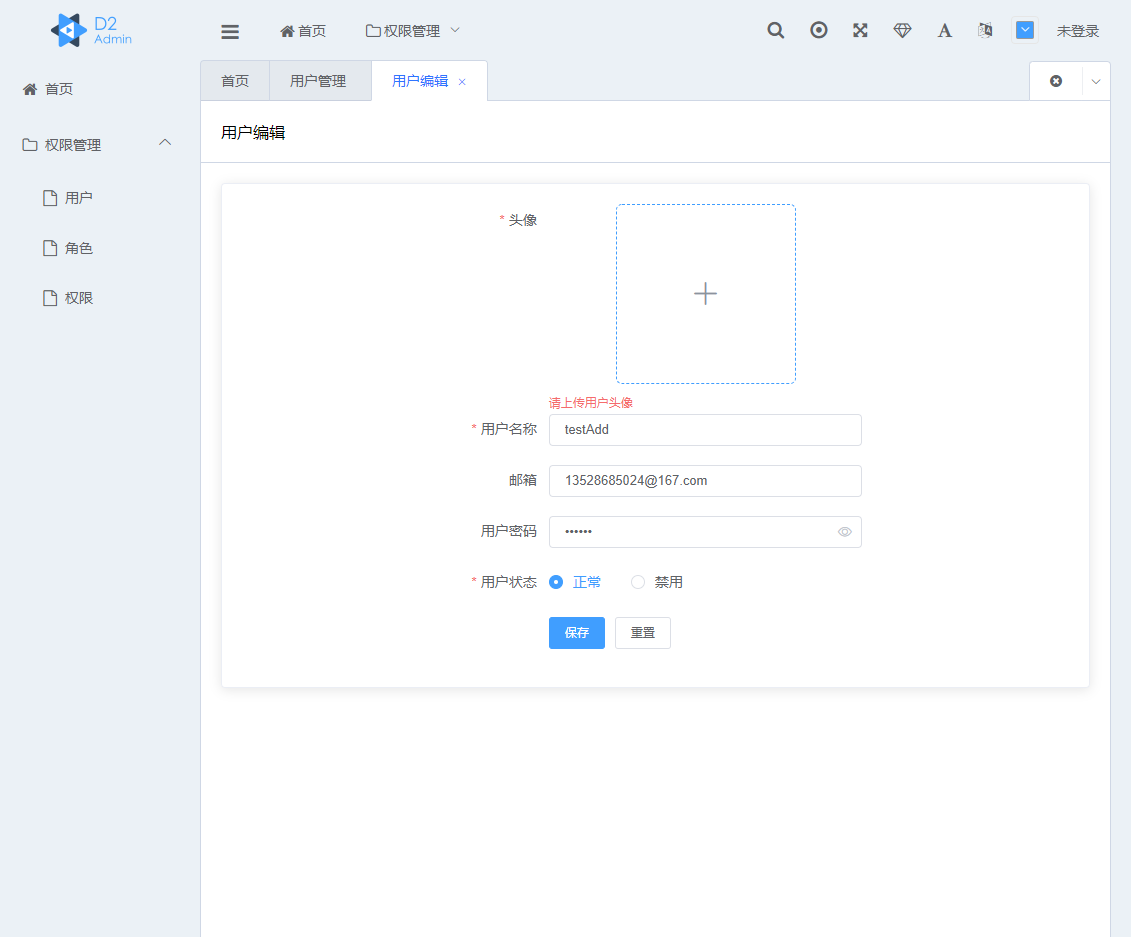 D2
Admin
首页
权限管理
未登录
首页
用户管理
用户编辑
首页
权限管理
用户
角色
权限
用户编辑
* 头像
请上传用户头像
* 用户名称
testAdd
邮箱
13528685024@167.com
用户密码
••••••
* 用户状态
正常
禁用
保存
重置